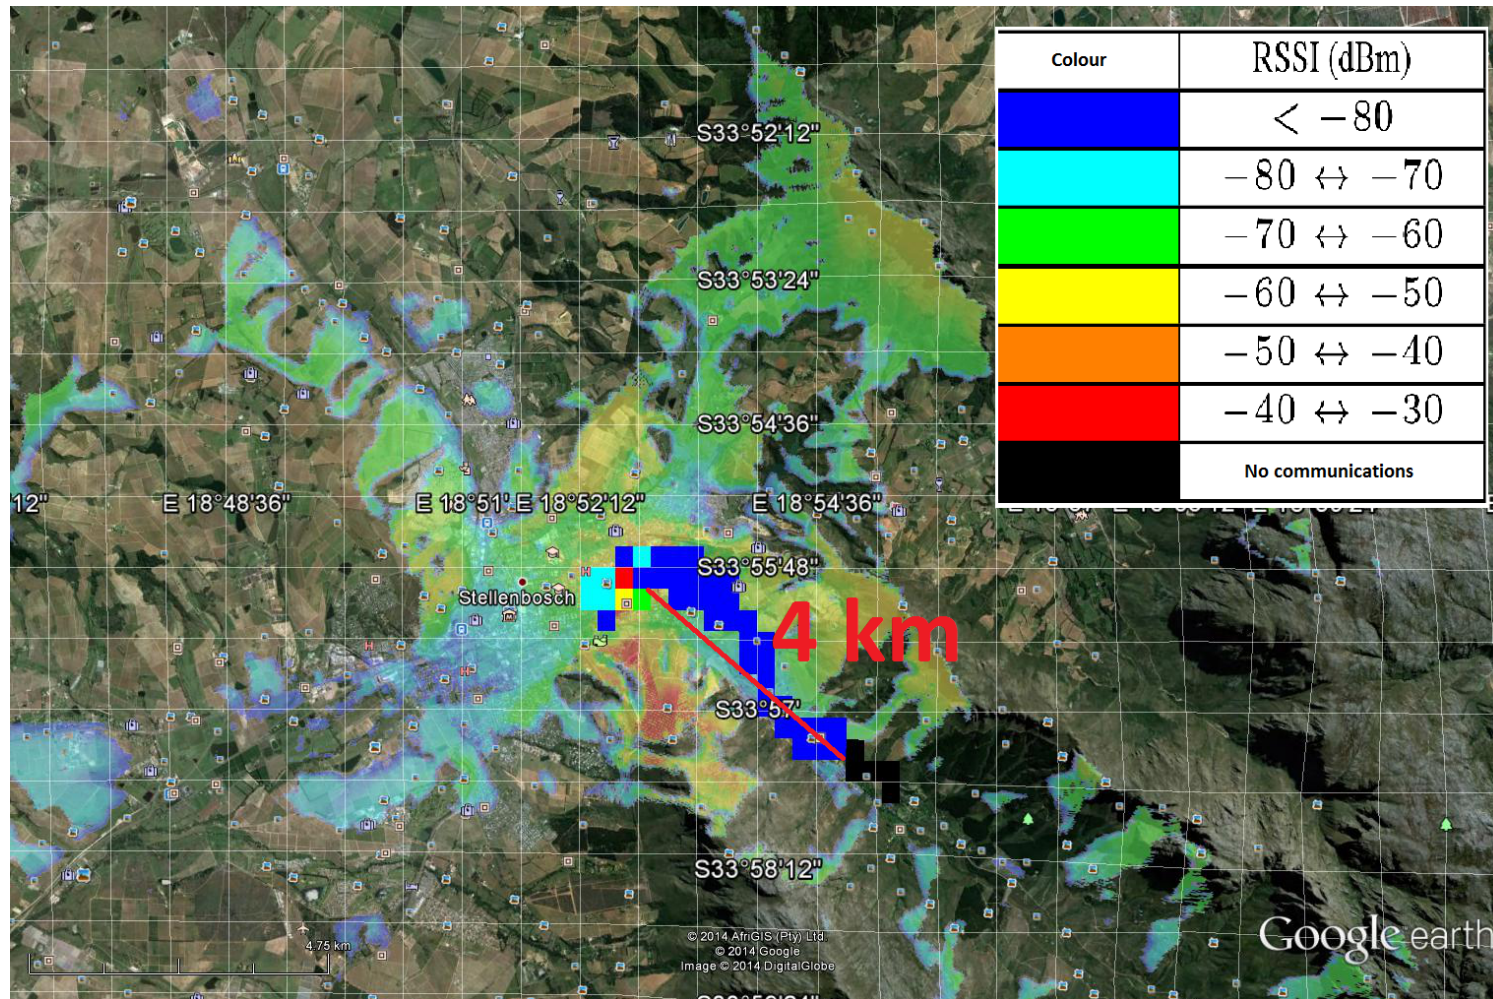 Colour RSSI (dBm)
< −80
−80 ↔ −70
−70 ↔ −60
−60 ↔ −50
−50 ↔ −40
−40 ↔ −30
No communications
S33°52'12"
S33°53'24"
S33°54'36"
12" E 18°48'36" E 18°51' E 18°52'12" E 18°54'36"
S33°55'48"
Stellenbosch
4 km
S33°57'
S33°58'12"
4.75 km
© 2014 AfriGIS (Pty) Ltd.
© 2014 Google
Image © 2014 DigitalGlobe
Google earth